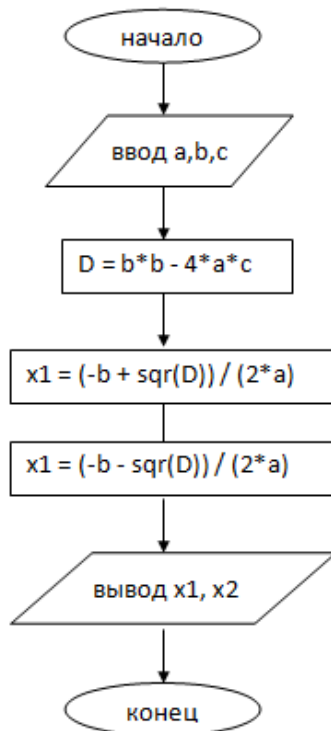 начало
ввод a,b,c
D = b*b - 4*a*c
x1 = (-b + sqr(D)) / (2*a)
x1 = (-b - sqr(D)) / (2*a)
вывод x1, x2
конец